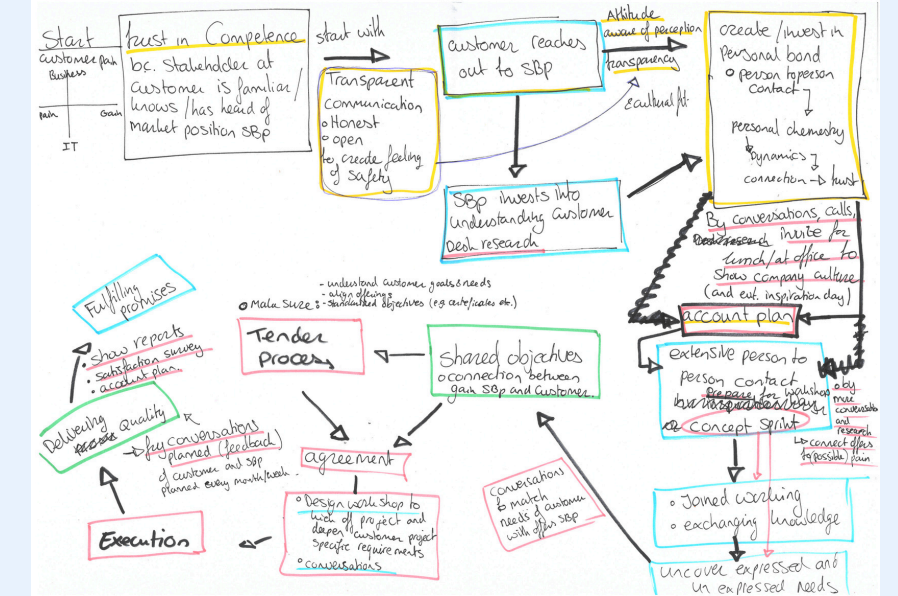 Start
customer pain
Business
pain
Gain
IT
trust in Competence
bc. Stakeholder at
customer is familiar/
knows/has heard of
market position SBp
start with
Transparent
Communication
Honest
open
to create feeling
of safety
customer reaches
out to SBp
Attitude
aware of perception
transparency
& cultural fit.
SBp invests into
understanding customer
Desk research
create/invest in
personal bond
person to person
contact
personal chemistry
Dynamics
connection → trust
By conversations, calls,
invite for
lunch/at office to
Show company culture
(and evt. inspiration day)
account plan
extensive person to
person contact
workshop
concept sprint
by
more
conversations
and
research
connect offers
to possible/pain
Joined working
exchanging knowledge
uncover expressed and
unexpressed needs
conversations
to match
needs of customer
with offer SBp
Shared objectives
connection between
gain SBp and Customer.
- understand customer goals & needs
- align offerings
Make sure: - standardized objectives (e.g. certificates etc.)
Tender
Process
agreement
Design workshop to
kick of project and
deepen customer project
specific requirements
conversations
Execution
Delivering Quality
key conversations
planned (feedback)
of customer and SBp
planned every month/week.
show reports
satisfaction survey
account plan
Fulfilling
promises